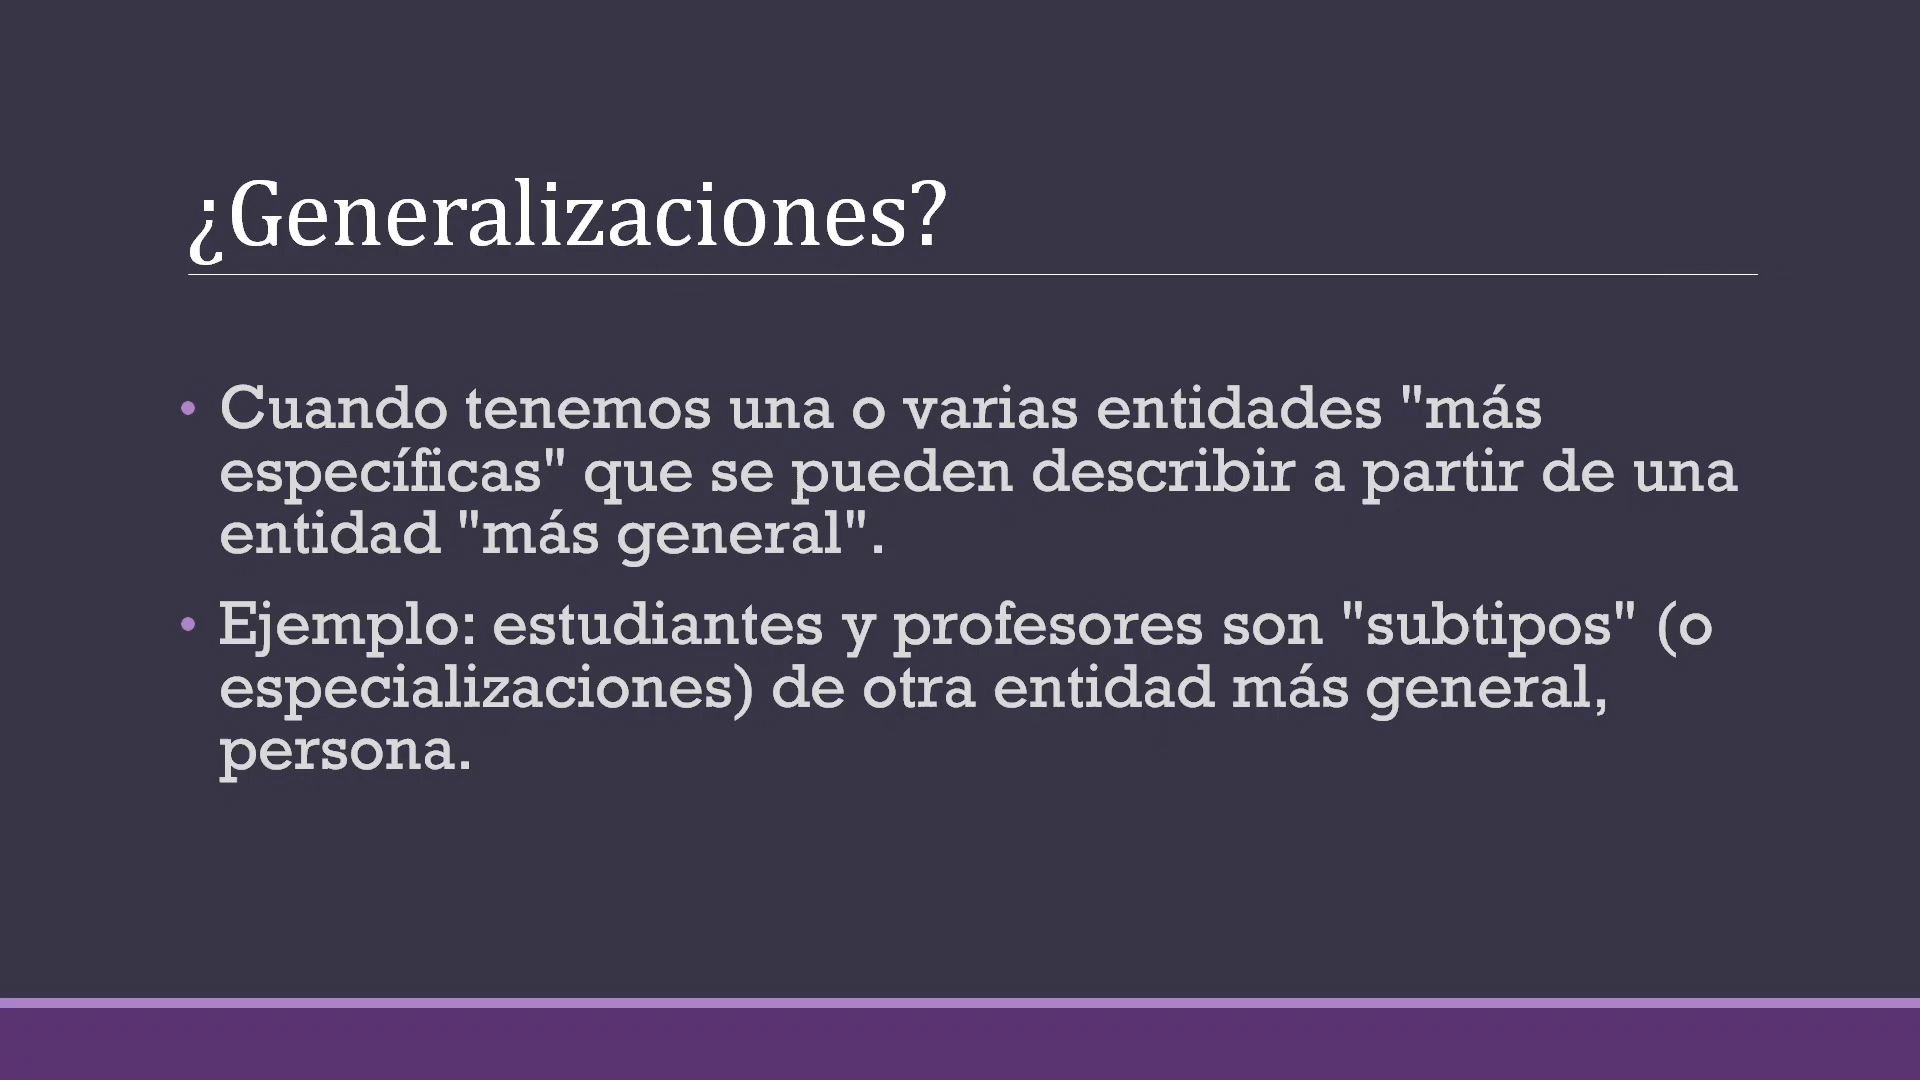 ¿Generalizaciones?
• Cuando tenemos una o varias entidades "más
específicas" que se pueden describir a partir de una
entidad "más general".
• Ejemplo: estudiantes y profesores son "subtipos" (o
especializaciones) de otra entidad más general,
persona.